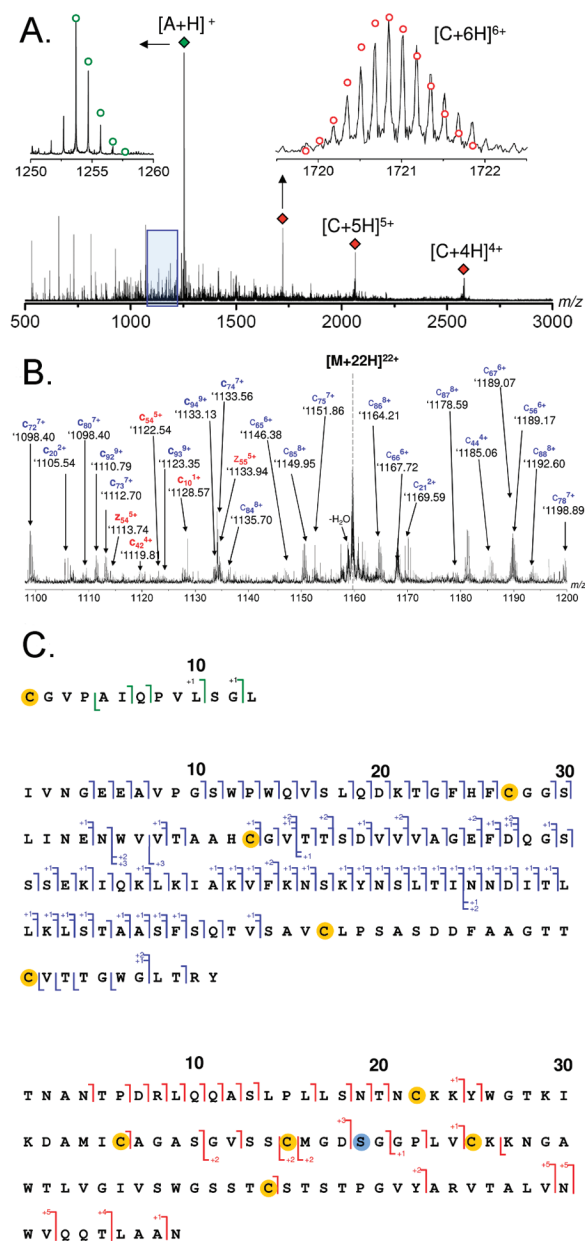 A.
[A+H]+
[C+6H]6+
1250 1255 1260
1720 1721 1722
[C+5H]5+
[C+4H]4+
m/z
500 1000 1500 2000 2500 3000
B.
[M+22H]22+
c72 7+ '1098.40
C20 2+ '1105.54
c80 7+ '1098.40
c92 9+ '1110.79
c73 7+ '1112.70
z54 5+ '1113.74
c42 4+ '1119.81
c54 5+ '1122.54
c93 9+ '1123.35
c10 1+ '1128.57
c94 9+ '1133.13
c74 7+ '1133.56
z55 5+ '1133.94
C84 8+ '1135.70
C65 6+ '1146.38
C85 8+ '1149.95
C75 7+ '1151.86
-H2O
C86 8+ '1164.21
C66 6+ '1167.72
C21 2+ '1169.59
C87 8+ '1178.59
C44 4+ '1185.06
C67 6+ '1189.07
C56 6+ '1189.17
C88 8+ '1192.60
C78 7+ '1198.89
1100 1110 1120 1130 1140 1150 1160 1170 1180 1190 1200
m/z
C.
10
+1 +1
C G V P A I Q P V L S G L
10 20 30
I V N G E E A V P G S W P W Q V S L Q D K T G F H F C G G S
L I N E N W V V T A A H C G V T T S D V V V A G E F D Q G S
S S E K I Q K L K I A K V F K N S K Y N S L T I N N D I T L
L K L S T A A S F S Q T V S A V C L P S A S D D F A A G T T
C V T T G W G L T R Y
10 20 30
T N A N T P D R L Q Q A S L P L L S N T N C K K Y W G T K I
K D A M I C A G A S G V S S C M G D S G G P L V C K K N G A
W T L V G I V S W G S S T C S T S T P G V Y A R V T A L V N
W V Q Q T L A A N